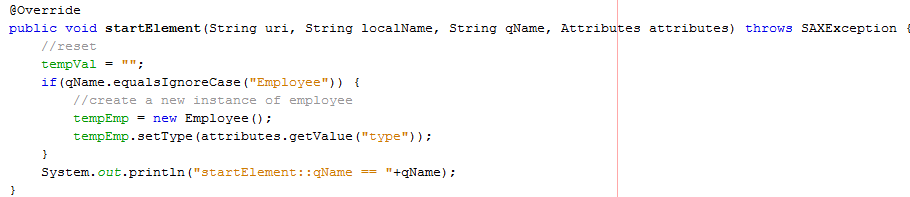 @Override
public void startElement(String uri, String localName, String qName, Attributes attributes) throws SAXException {
    //reset
    tempVal = "";
    if(qName.equalsIgnoreCase("Employee")) {
        //create a new instance of employee
        tempEmp = new Employee();
        tempEmp.setType(attributes.getValue("type"));
    }
    System.out.println("startElement::qName == "+qName);
}